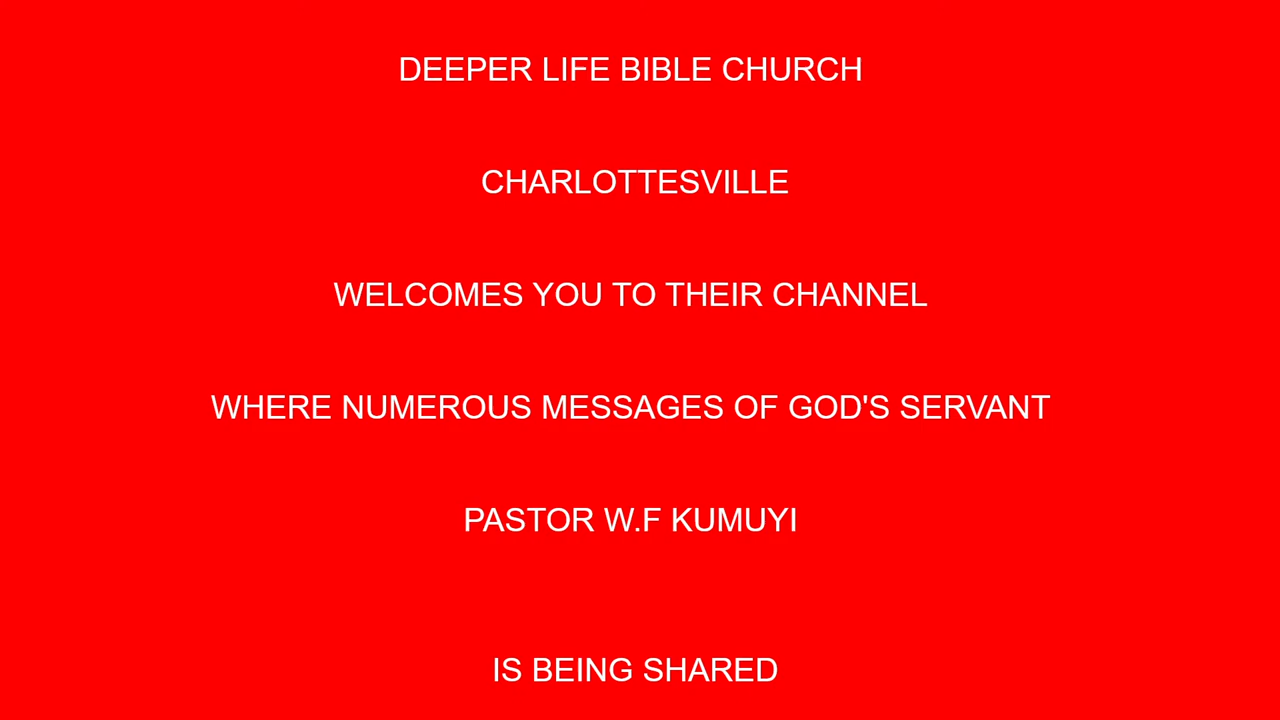 DEEPER LIFE BIBLE CHURCH
CHARLOTTESVILLE
WELCOMES YOU TO THEIR CHANNEL
WHERE NUMEROUS MESSAGES OF GOD'S SERVANT
PASTOR W.F KUMUYI
IS BEING SHARED